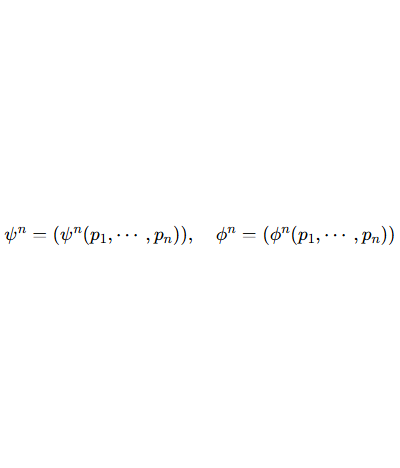 ψⁿ = (ψⁿ(p₁, ⋯ , pₙ)), ϕⁿ = (ϕⁿ(p₁, ⋯ , pₙ))